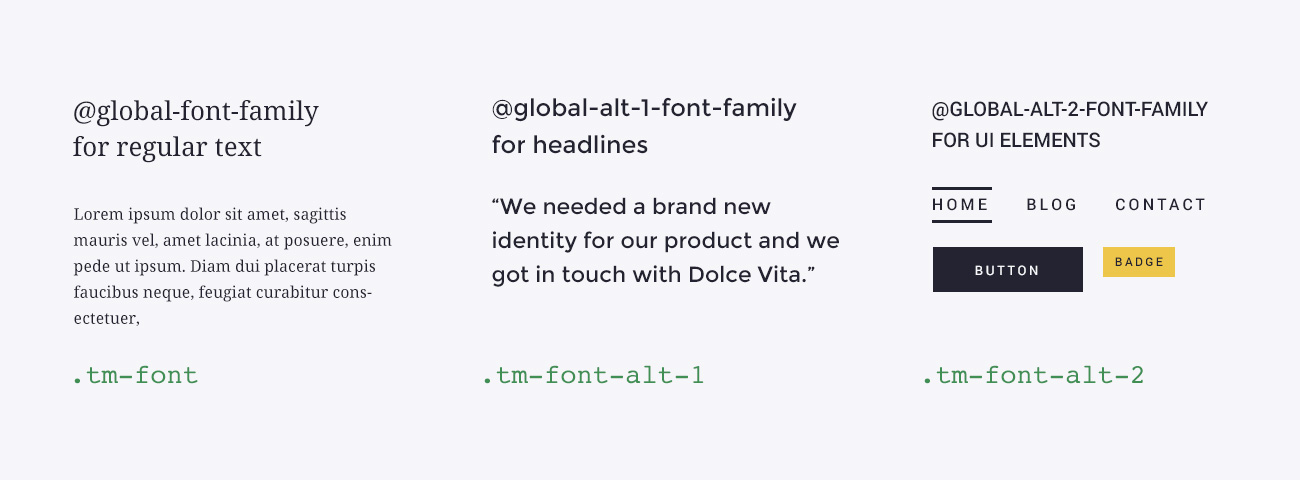 @global-font-family
for regular text
Lorem ipsum dolor sit amet, sagittis
mauris vel, amet lacinia, at posuere, enim
pede ut ipsum. Diam dui placerat turpis
faucibus neque, feugiat curabitur cons-
ectetuer,
.tm-font
@global-alt-1-font-family
for headlines
“We needed a brand new
identity for our product and we
got in touch with Dolce Vita.”
.tm-font-alt-1
@GLOBAL-ALT-2-FONT-FAMILY
FOR UI ELEMENTS
HOME BLOG CONTACT
BUTTON BADGE
.tm-font-alt-2